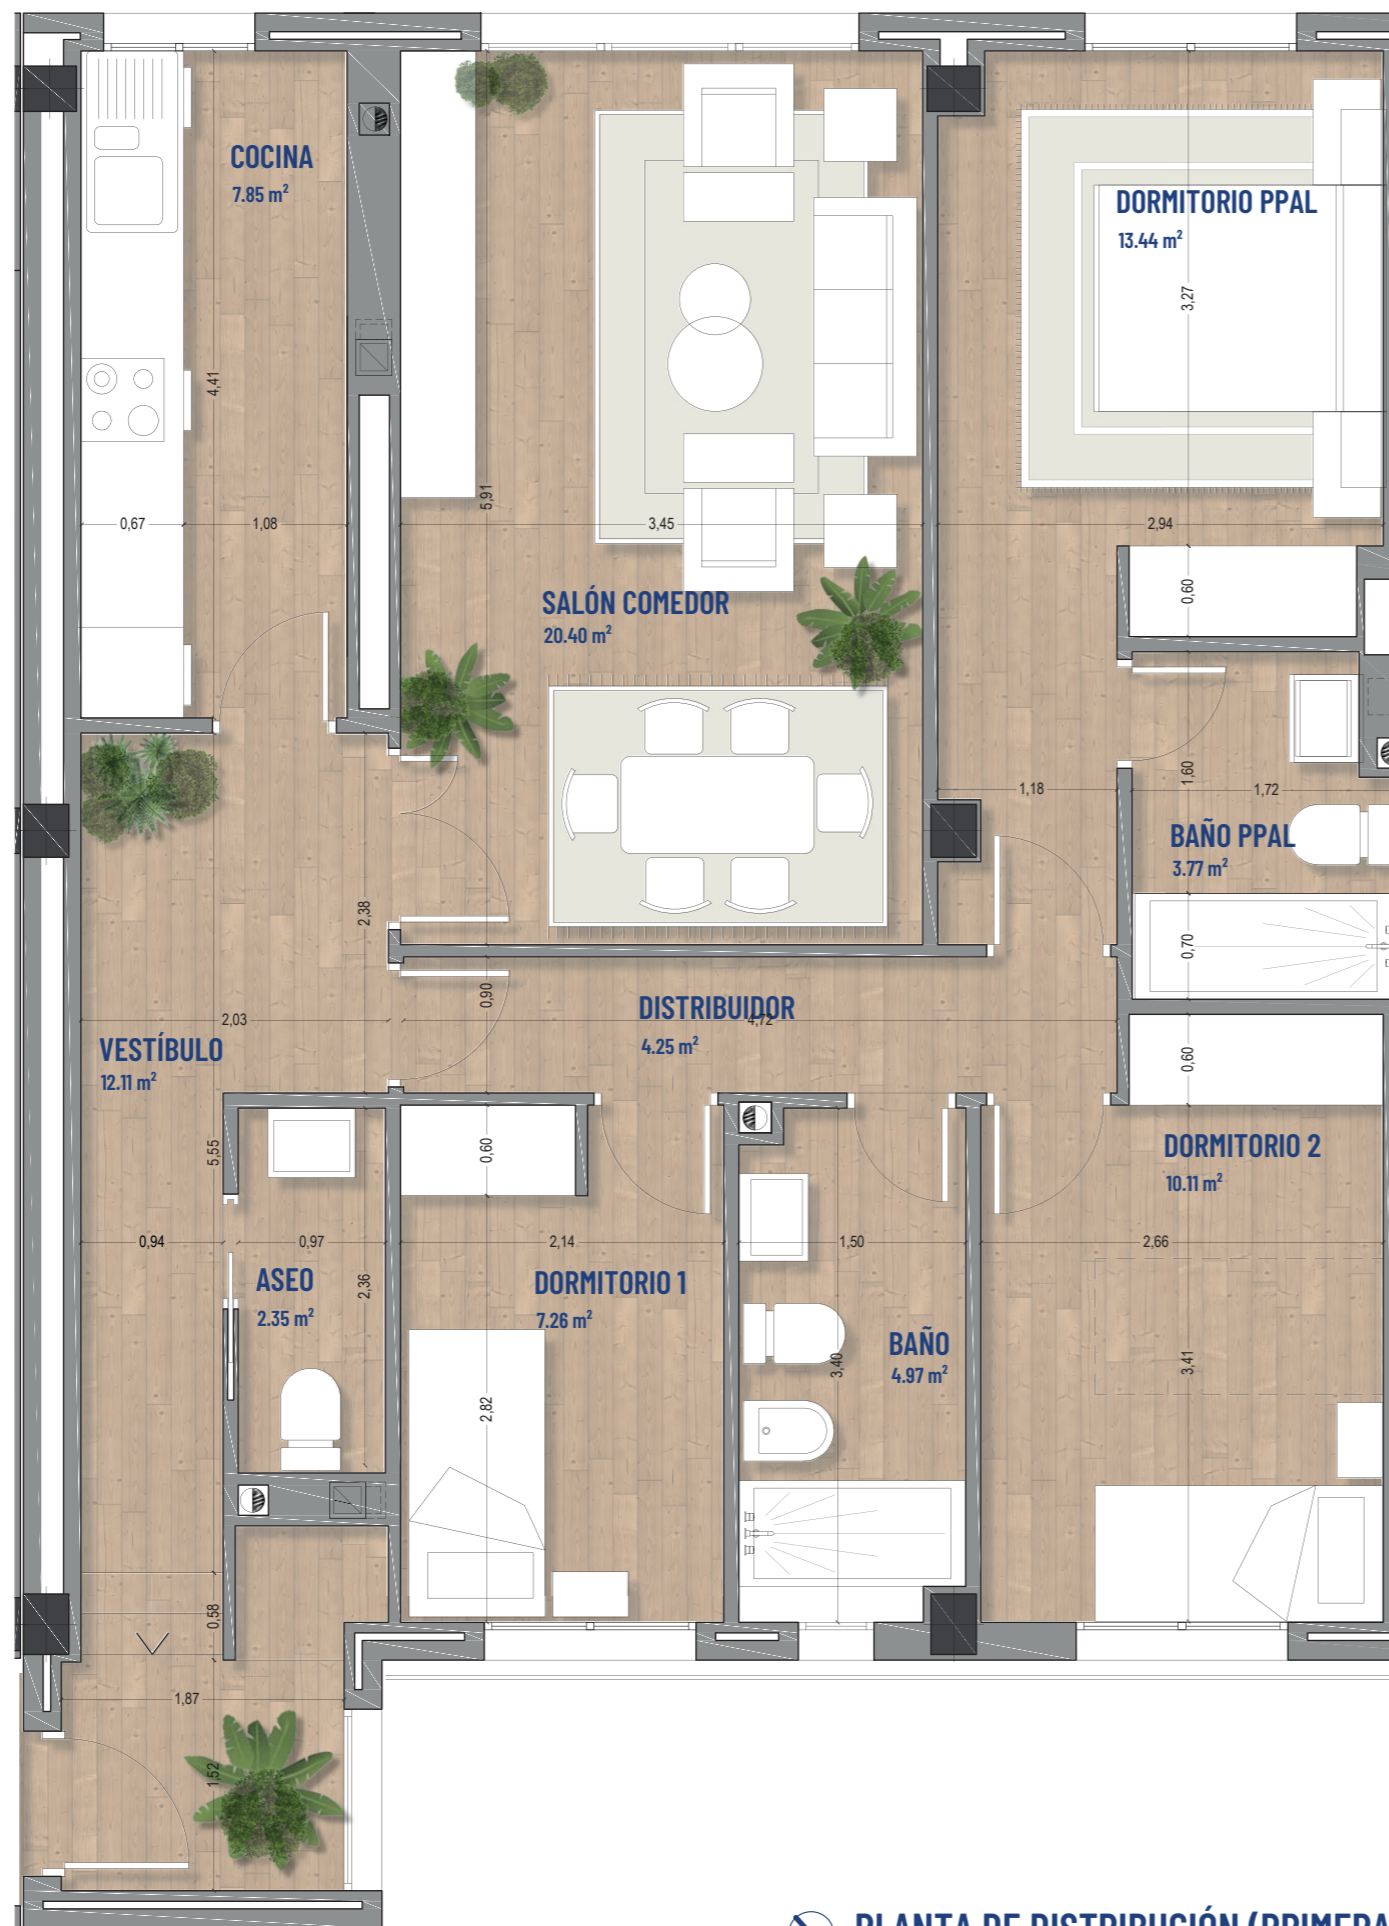 COCINA
7.85 m²
DORMITORIO PPAL
13.44 m²
3,27
4,41
5,91
0,67
1,08
3,45
2,94
SALÓN COMEDOR
20.40 m²
0,60
1,60
1,18
1,72
BAÑO PPAL
3.77 m²
2,38
0,70
0,90
DISTRIBUIDOR
4,72
4.25 m²
2,03
VESTÍBULO
12.11 m²
0,60
5,55
0,60
DORMITORIO 2
10.11 m²
0,94
0,97
2,14
1,50
2,66
ASEO
2.35 m²
2,36
DORMITORIO 1
7.26 m²
BAÑO
4.97 m²
3,40
3,41
2,82
0,58
1,87
1,52
PLANTA DE DISTRIBUCIÓN (PRIMERA